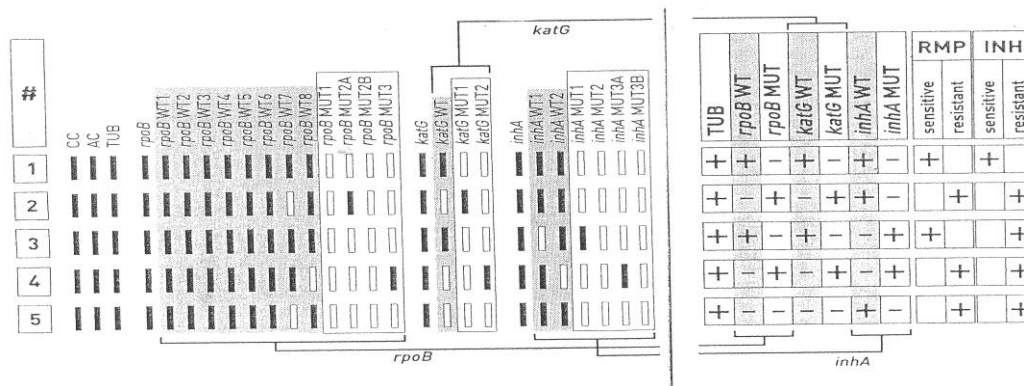 katG
#
CC
AC
TUB
rpoB
rpoB WT1
rpoB WT2
rpoB WT3
rpoB WT4
rpoB WT5
rpoB WT6
rpoB WT7
rpoB WT8
rpoB MUT1
rpoB MUT2A
rpoB MUT2B
rpoB MUT3
katG
katG WT
katG MUT1
katG MUT2
inhA
inhA WT1
inhA WT2
inhA MUT1
inhA MUT2
inhA MUT3A
inhA MUT3B
TUB
rpoB WT
rpoB MUT
katG WT
katG MUT
inhA WT
inhA MUT
RMP INH
sensitive
resistant
sensitive
resistant
1 + + − + − + − + +
2 + − + − + + − + +
3 + + − + − − + + +
4 + − + − + − + + +
5 + − − − − + − + +
rpoB
inhA